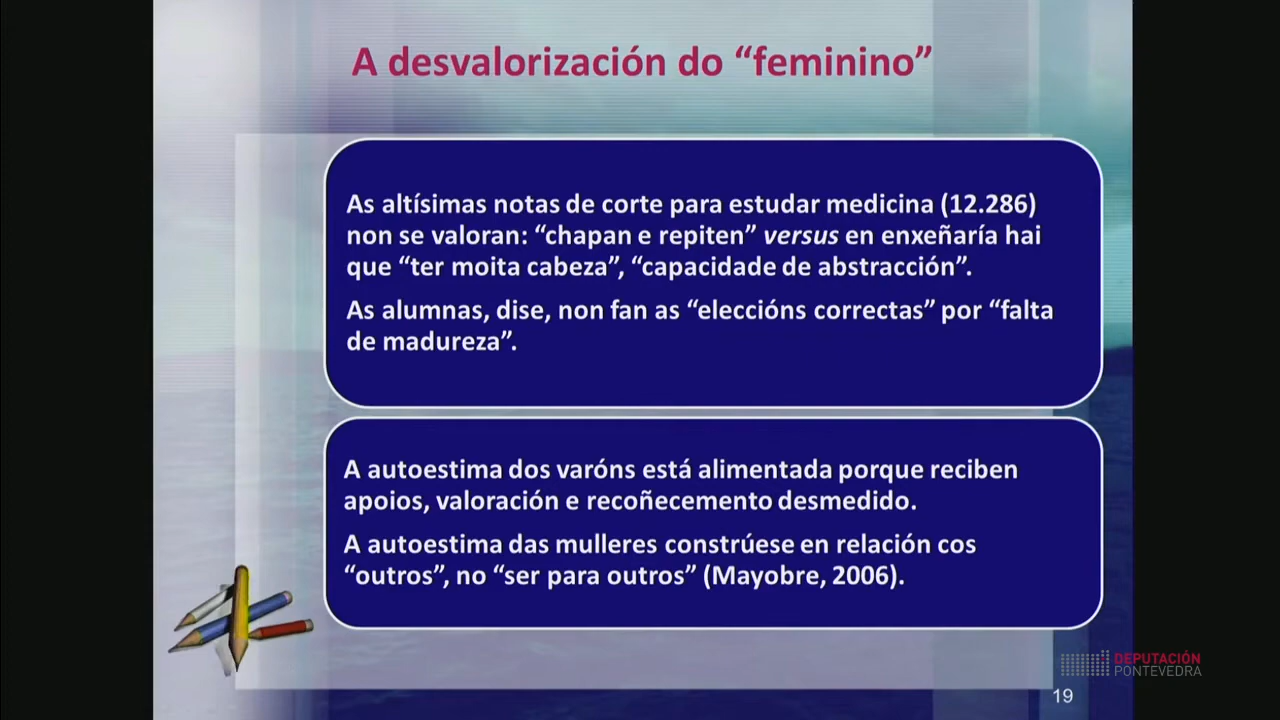 A desvalorización do “feminino”
As altísimas notas de corte para estudar medicina (12.286)
non se valoran: “chapan e repiten” versus en enxeñaría hai
que “ter moita cabeza”, “capacidade de abstracción”.
As alumnas, dise, non fan as “eleccións correctas” por “falta
de madureza”.
A autoestima dos varóns está alimentada porque reciben
apoios, valoración e recoñecemento desmedido.
A autoestima das mulleres constrúese en relación cos
“outros”, no “ser para outros” (Mayobre, 2006).
DEPUTACIÓN
PONTEVEDRA
19